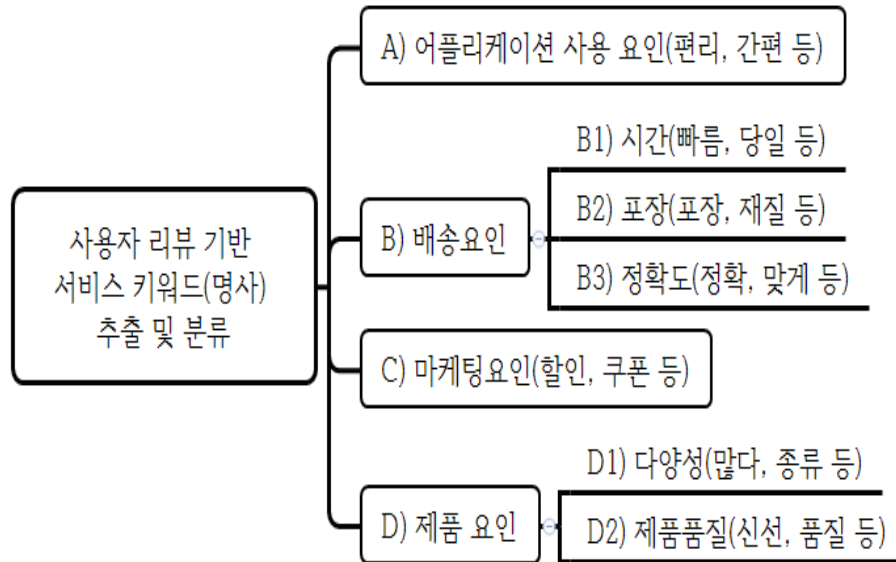 사용자 리뷰 기반
서비스 키워드(명사)
추출 및 분류
A) 어플리케이션 사용 요인(편리, 간편 등)
B) 배송요인
B1) 시간(빠름, 당일 등)
B2) 포장(포장, 재질 등)
B3) 정확도(정확, 맞게 등)
C) 마케팅요인(할인, 쿠폰 등)
D) 제품 요인
D1) 다양성(많다, 종류 등)
D2) 제품품질(신선, 품질 등)